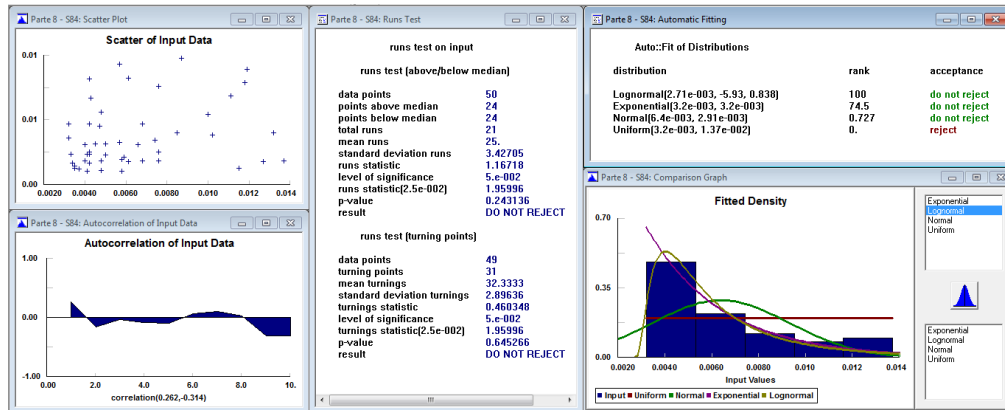 Parte 8 - S84: Scatter Plot
Scatter of Input Data
0.01
0.01
0.00
0.0020 0.0040 0.0060 0.0080 0.010 0.012 0.014
Parte 8 - S84: Autocorrelation of Input Data
Autocorrelation of Input Data
1.00
0.00
-1.00
0.00 2.0 4.0 6.0 8.0 10.
correlation(0.262,-0.314)
Parte 8 - S84: Runs Test
runs test on input
runs test (above/below median)
data points 50
points above median 24
points below median 24
total runs 21
mean runs 25.
standard deviation runs 3.42705
runs statistic 1.16718
level of significance 5.e-002
runs statistic(2.5e-002) 1.95996
p-value 0.243136
result DO NOT REJECT
runs test (turning points)
data points 49
turning points 31
mean turnings 32.3333
standard deviation turnings 2.89636
turnings statistic 0.460348
level of significance 5.e-002
turnings statistic(2.5e-002) 1.95996
p-value 0.645266
result DO NOT REJECT
Parte 8 - S84: Automatic Fitting
Auto::Fit of Distributions
distribution rank acceptance
Lognormal(2.71e-003, -5.93, 0.838) 100 do not reject
Exponential(3.2e-003, 3.2e-003) 74.5 do not reject
Normal(6.4e-003, 2.91e-003) 0.727 do not reject
Uniform(3.2e-003, 1.37e-002) 0. reject
Parte 8 - S84: Comparison Graph
Fitted Density
0.70
0.35
0.00
0.0020 0.0040 0.0060 0.0080 0.010 0.012 0.014
Input Values
Input Uniform Normal Exponential Lognormal
Exponential
Lognormal
Normal
Uniform
Exponential
Lognormal
Normal
Uniform